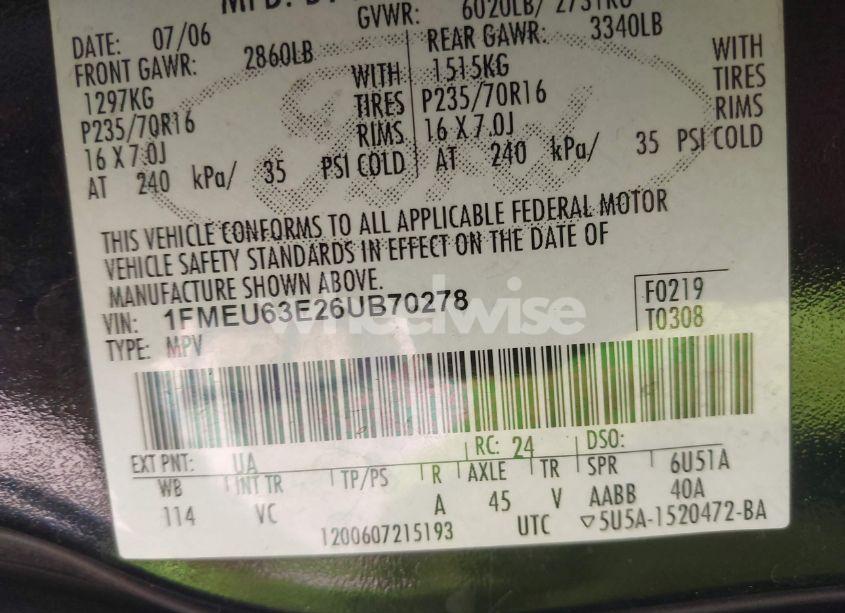 GVWR: 6020LB/ 2731KG
DATE: 07/06
FRONT GAWR: 2860LB
1297KG WITH
P235/70R16 TIRES
16 X 7.0J RIMS
AT 240 kPa/ 35 PSI COLD
REAR GAWR: 3340LB
1515KG WITH
P235/70R16 TIRES
16 X 7.0J RIMS
AT 240 kPa/ 35 PSI COLD
THIS VEHICLE CONFORMS TO ALL APPLICABLE FEDERAL MOTOR
VEHICLE SAFETY STANDARDS IN EFFECT ON THE DATE OF
MANUFACTURE SHOWN ABOVE.
VIN: 1FMEU63E26UB70278
F0219
T0308
TYPE: MPV
wheelwise
EXT PNT: UA RC: 24 DSO:
WB INT TR TP/PS R AXLE TR SPR 6U51A
114 VC A 45 V AABB 40A
1200607215193 UTC ▽5U5A-1520472-BA